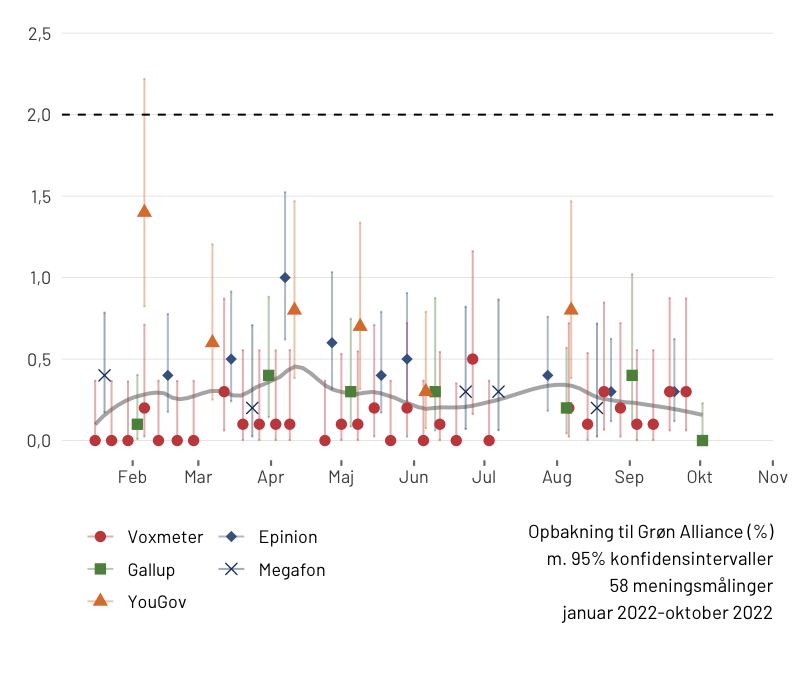 2,5
2,0
1,5
1,0
0,5
0,0
Feb Mar Apr Maj Jun Jul Aug Sep Okt Nov
Voxmeter Epinion
Gallup Megafon
YouGov
Opbakning til Grøn Alliance (%)
m. 95% konfidensintervaller
58 meningsmålinger
januar 2022-oktober 2022